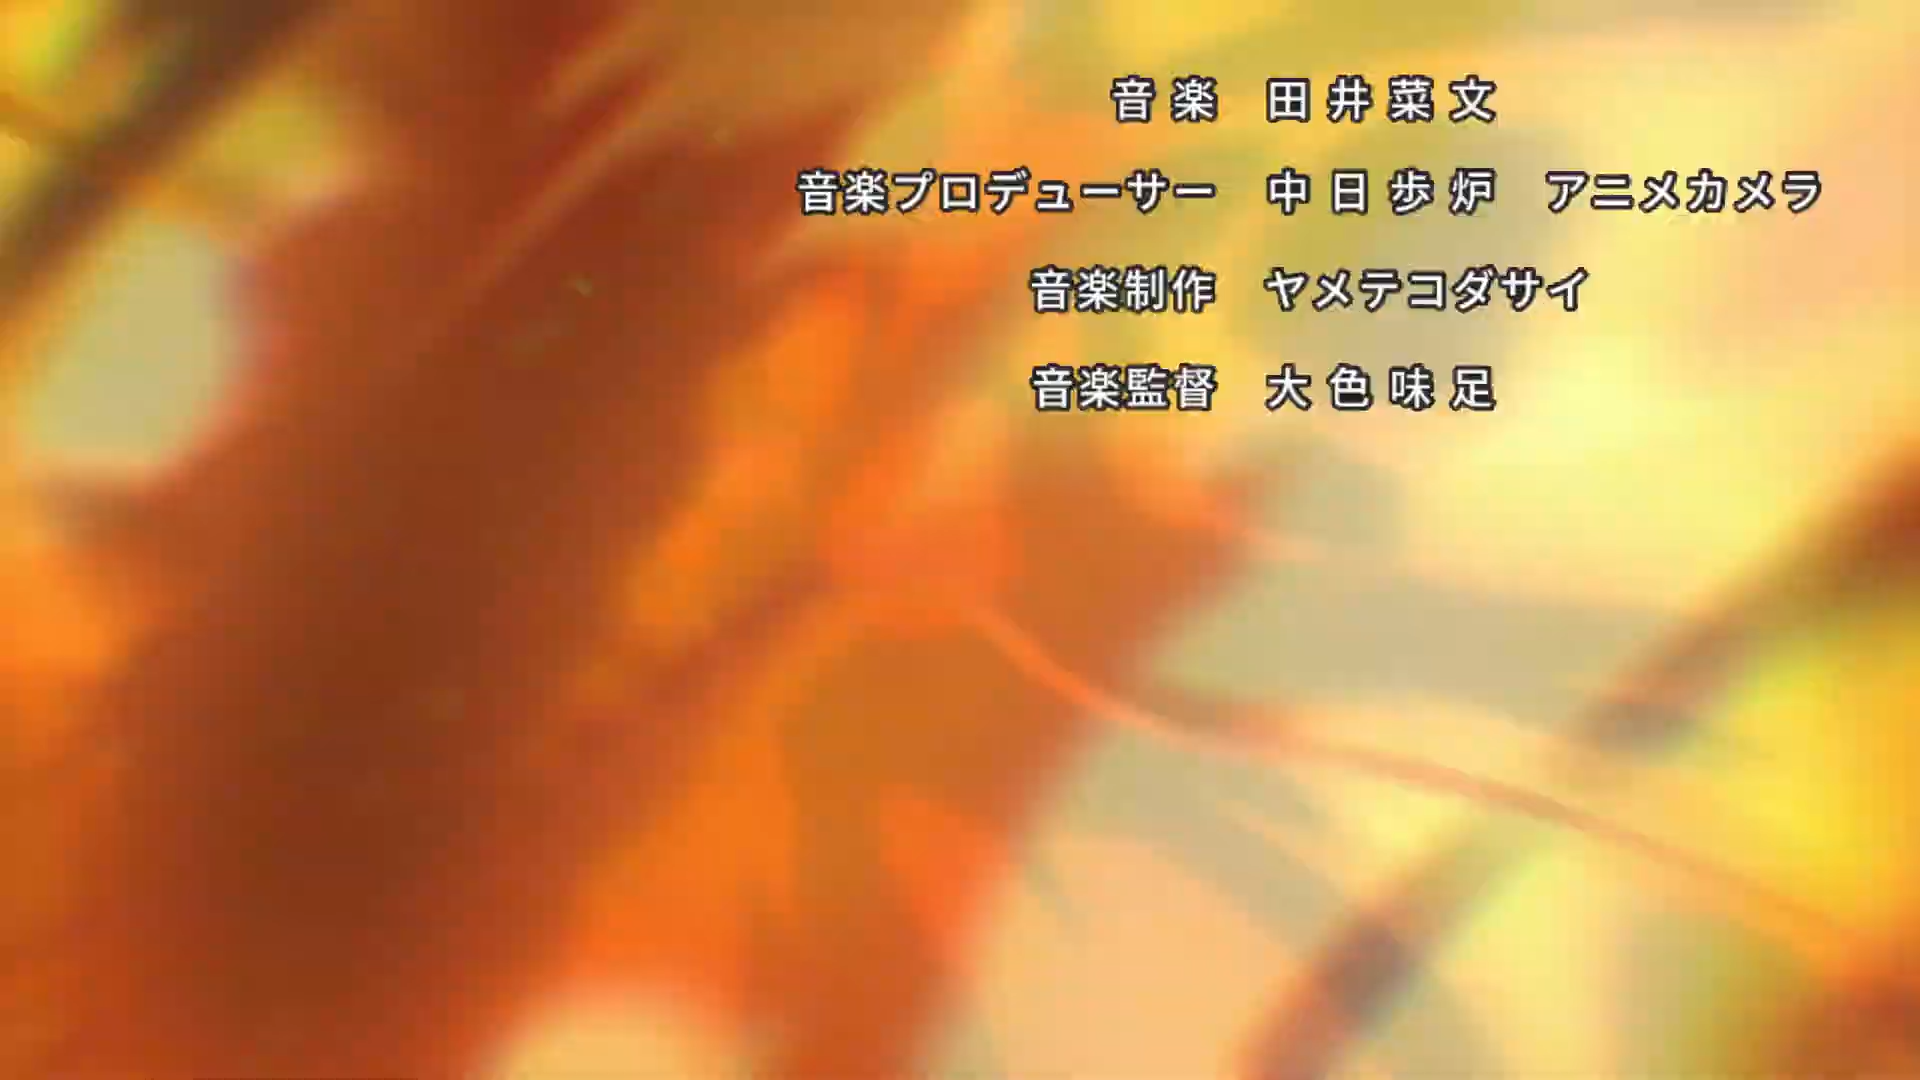 音楽　田井菜文
音楽プロデューサー　中日歩炉　アニメカメラ
音楽制作　ヤメテコダサイ
音楽監督　大色味足